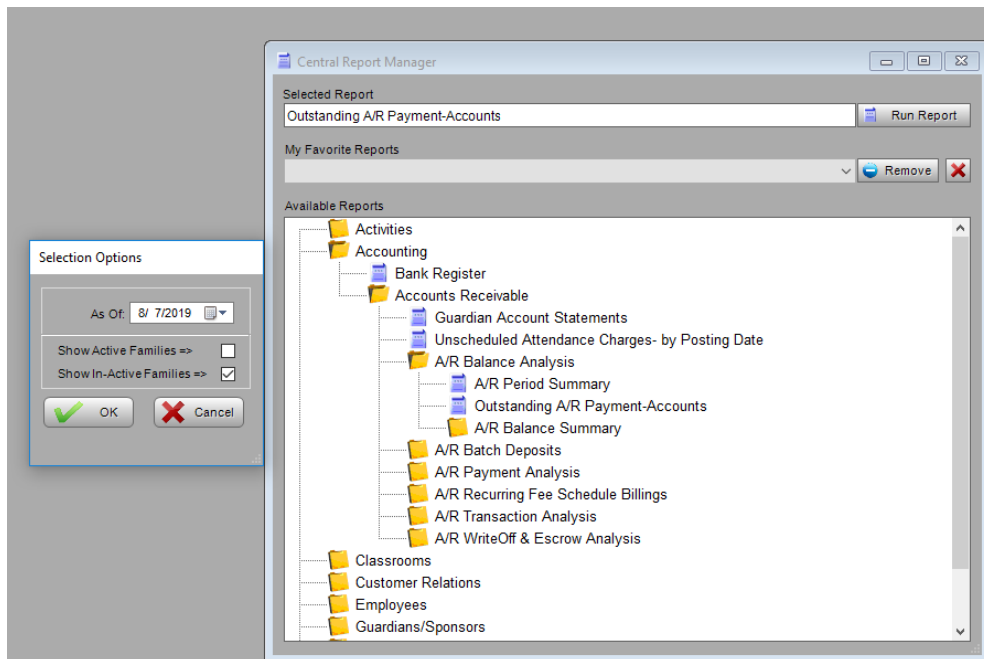 Central Report Manager
Selected Report
Outstanding A/R Payment-Accounts
Run Report
My Favorite Reports
Remove
Available Reports
Activities
Accounting
Bank Register
Accounts Receivable
Guardian Account Statements
Unscheduled Attendance Charges- by Posting Date
A/R Balance Analysis
A/R Period Summary
Outstanding A/R Payment-Accounts
A/R Balance Summary
A/R Batch Deposits
A/R Payment Analysis
A/R Recurring Fee Schedule Billings
A/R Transaction Analysis
A/R WriteOff & Escrow Analysis
Classrooms
Customer Relations
Employees
Guardians/Sponsors
Selection Options
As Of: 8/ 7/2019
Show Active Families =>
Show In-Active Families =>
OK
Cancel